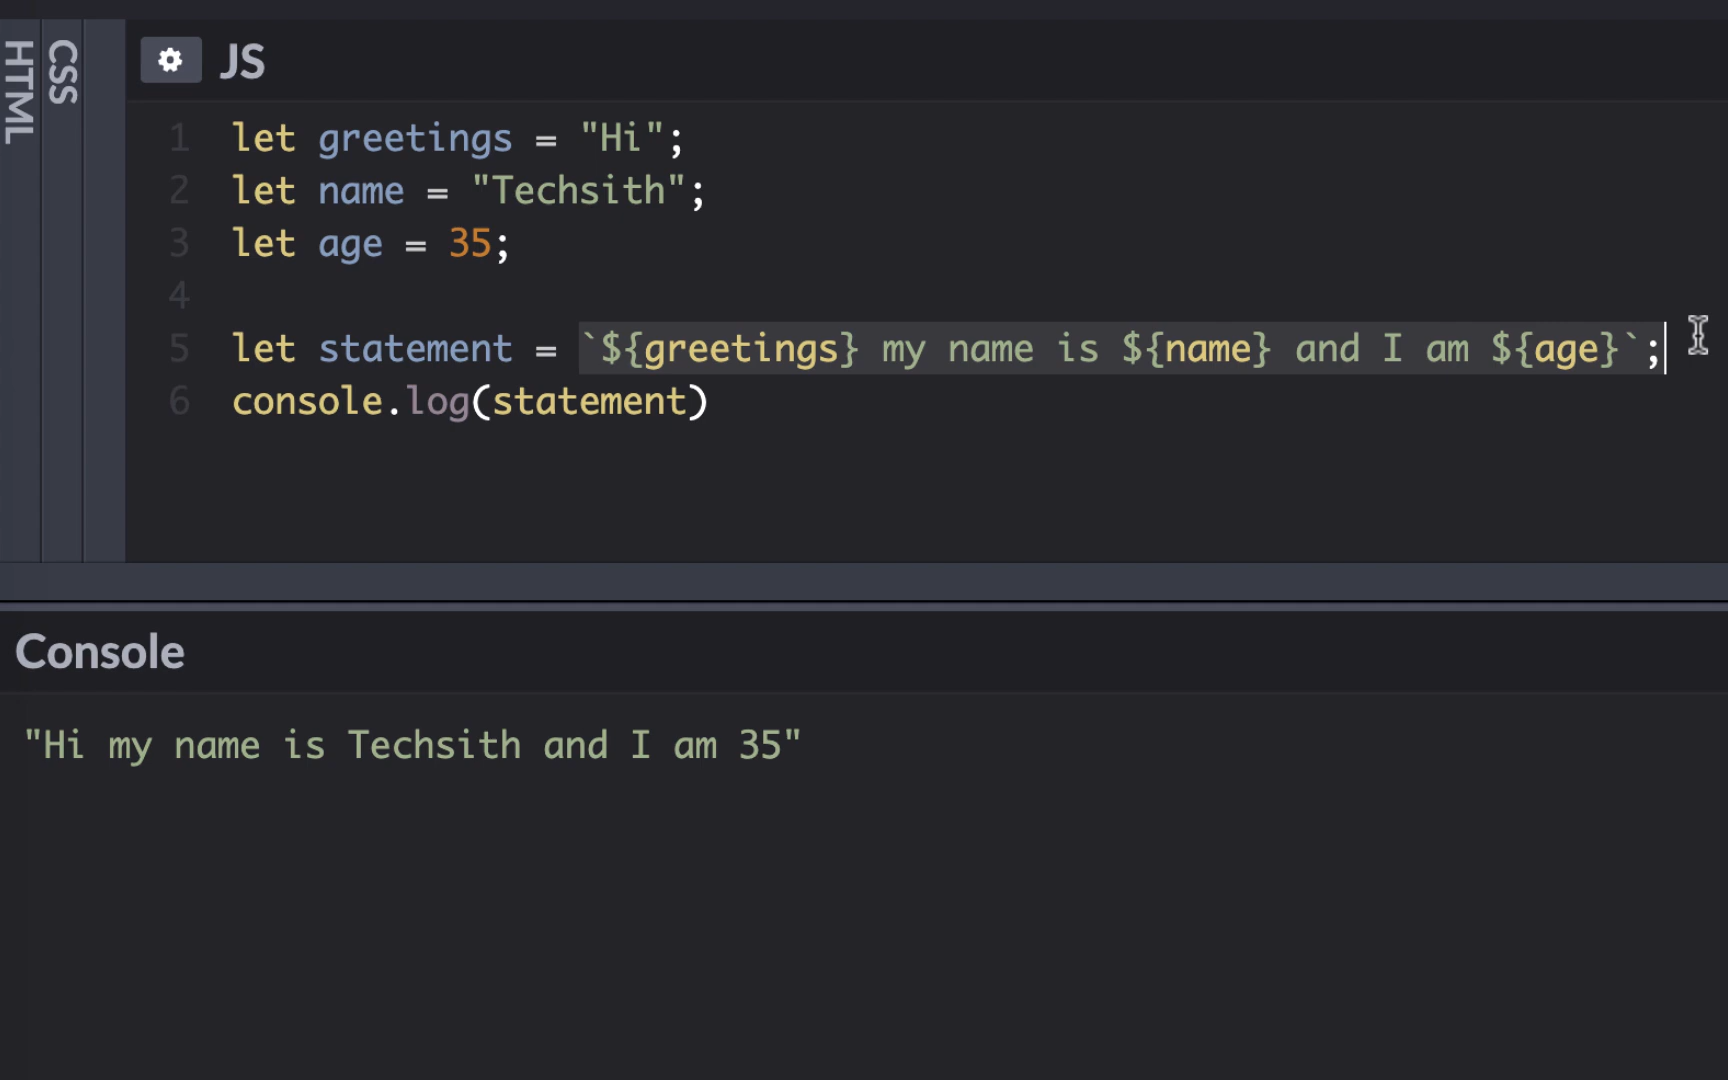 HTML
CSS
JS
1 let greetings = "Hi";
2 let name = "Techsith";
3 let age = 35;
4
5 let statement = `${greetings} my name is ${name} and I am ${age}`;
6 console.log(statement)
Console
"Hi my name is Techsith and I am 35"